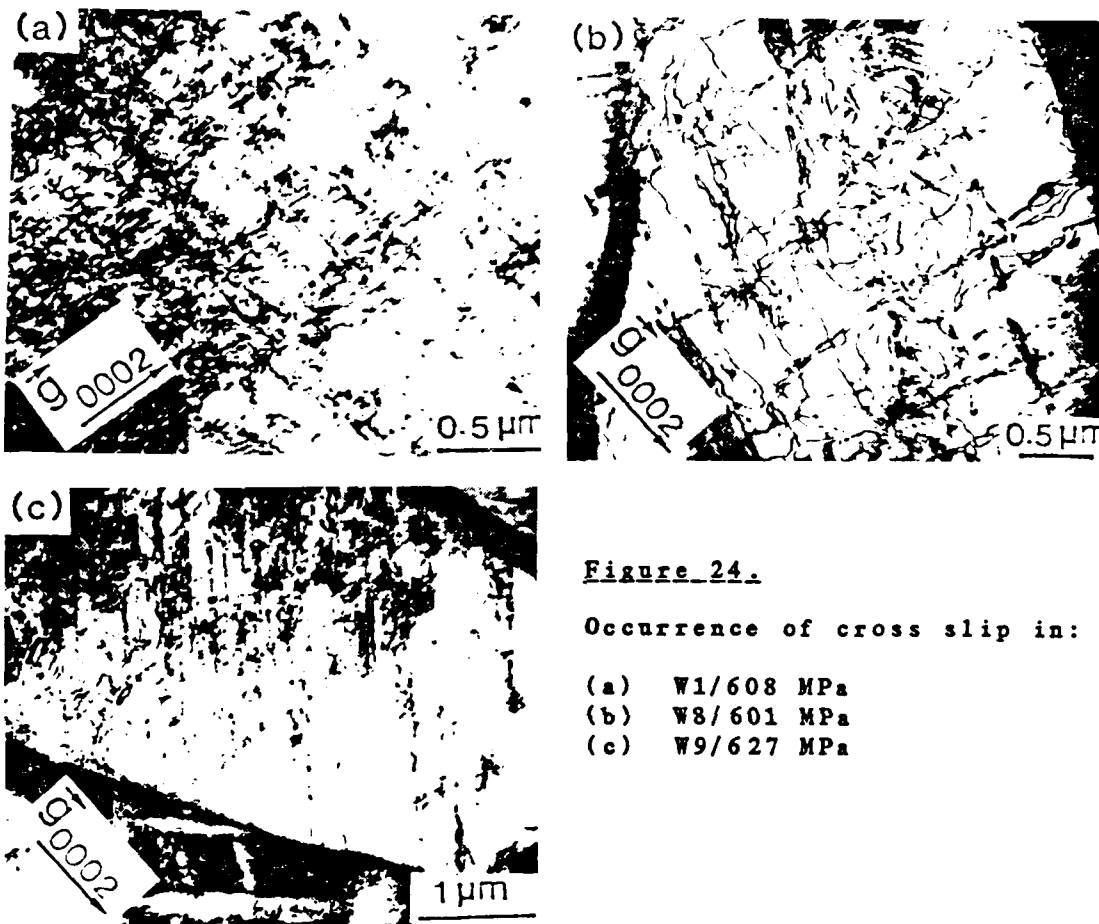 (a)
g 0002
0.5 μm
(b)
g 0002
0.5 μm
(c)
g 0002
1 μm
Figure 24.
Occurrence of cross slip in:
(a) W1/608 MPa
(b) W8/601 MPa
(c) W9/627 MPa